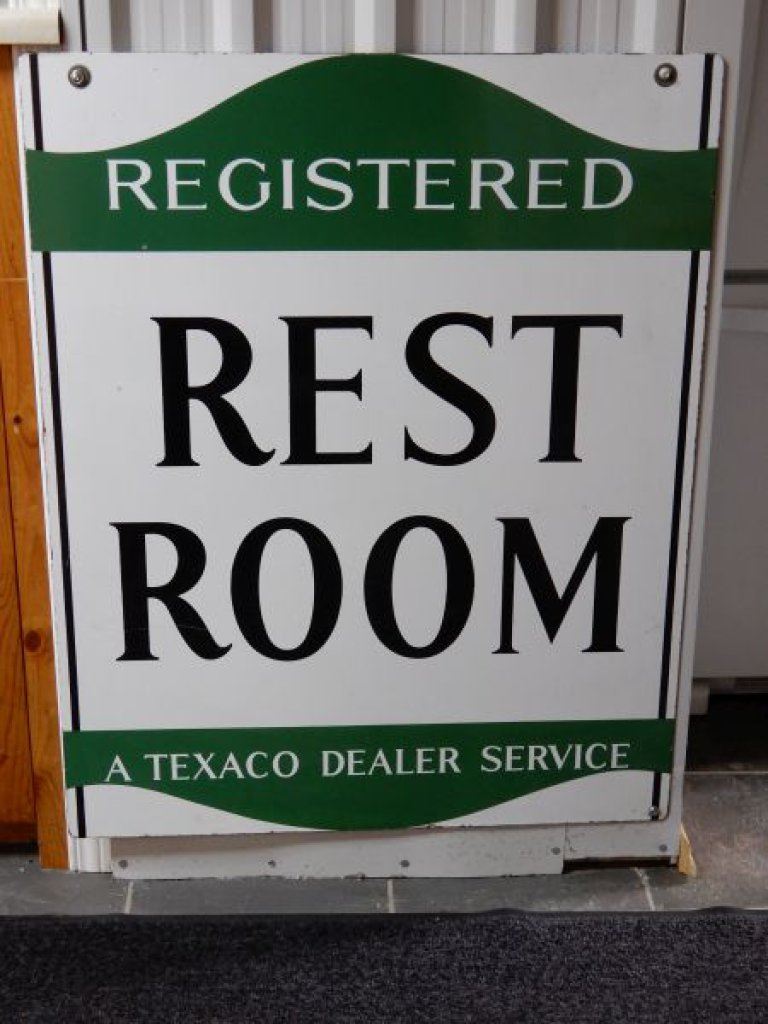 REGISTERED
REST
ROOM
A TEXACO DEALER SERVICE